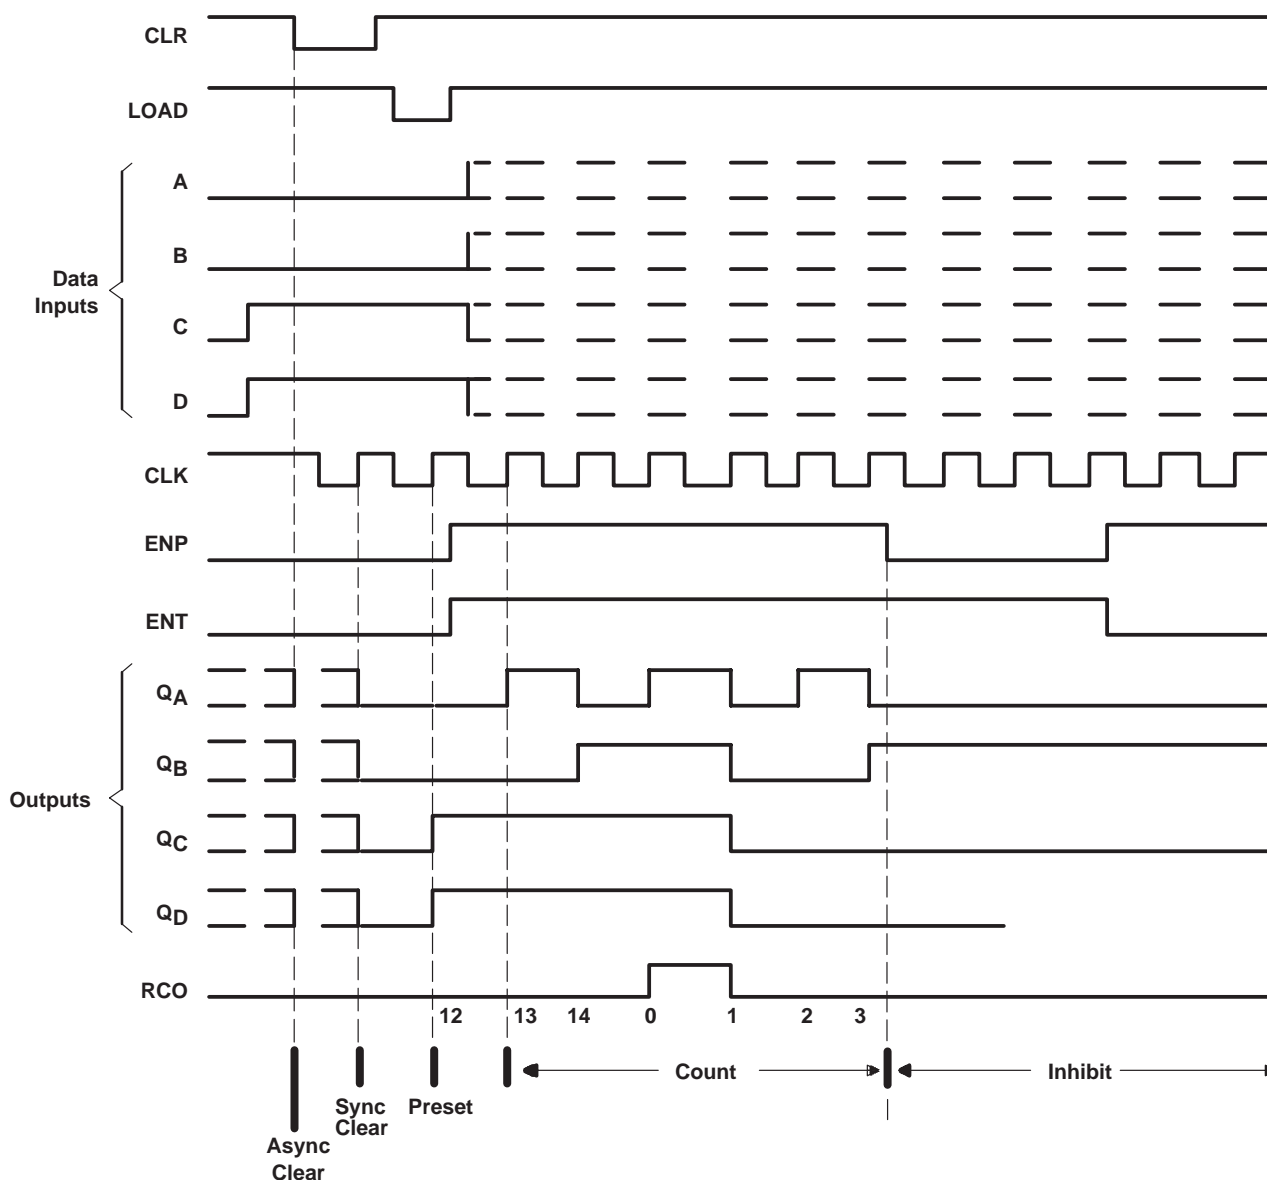 CLR
LOAD
A
B
Data
Inputs
C
D
CLK
ENP
ENT
QA
QB
Outputs
QC
QD
RCO
12 13 14 0 1 2 3
Count Inhibit
Sync
Clear
Preset
Async
Clear